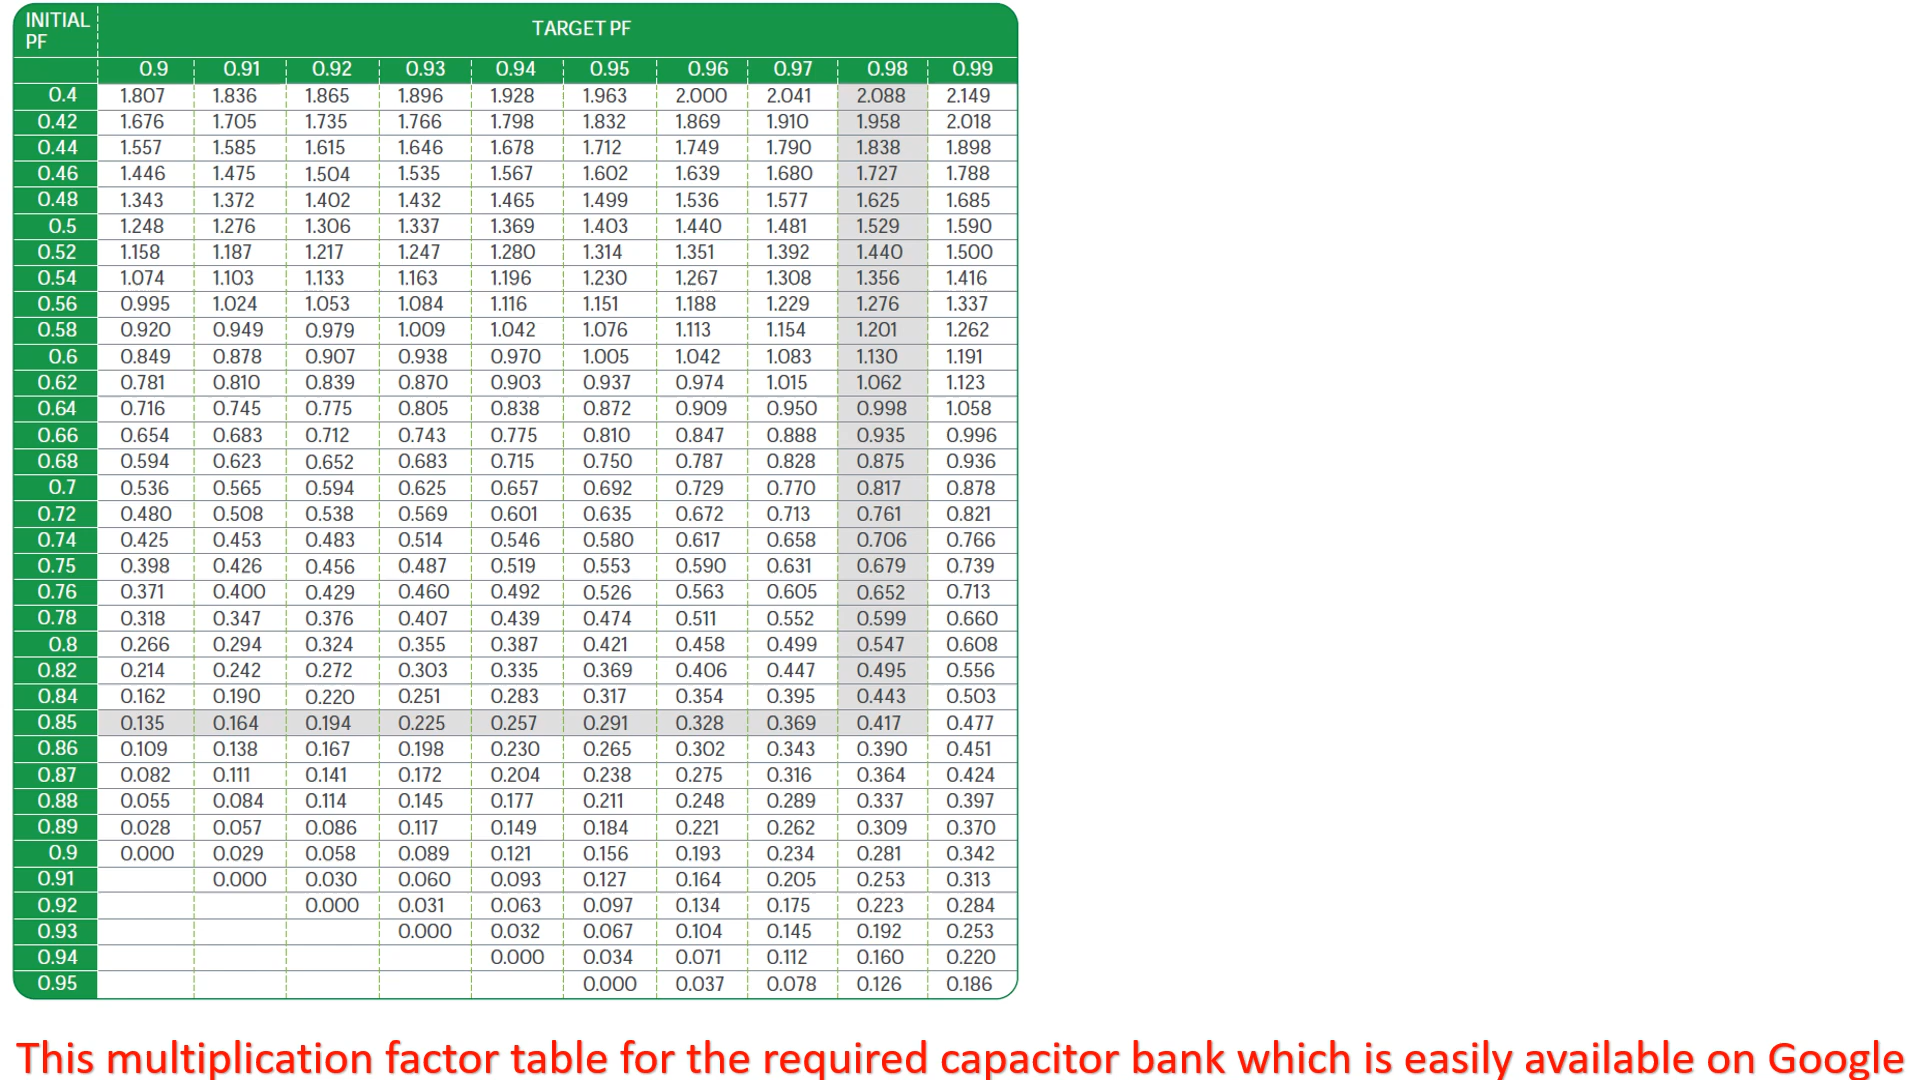 INITIAL PF TARGET PF
0.9 0.91 0.92 0.93 0.94 0.95 0.96 0.97 0.98 0.99
0.4 1.807 1.836 1.865 1.896 1.928 1.963 2.000 2.041 2.088 2.149
0.42 1.676 1.705 1.735 1.766 1.798 1.832 1.869 1.910 1.958 2.018
0.44 1.557 1.585 1.615 1.646 1.678 1.712 1.749 1.790 1.838 1.898
0.46 1.446 1.475 1.504 1.535 1.567 1.602 1.639 1.680 1.727 1.788
0.48 1.343 1.372 1.402 1.432 1.465 1.499 1.536 1.577 1.625 1.685
0.5 1.248 1.276 1.306 1.337 1.369 1.403 1.440 1.481 1.529 1.590
0.52 1.158 1.187 1.217 1.247 1.280 1.314 1.351 1.392 1.440 1.500
0.54 1.074 1.103 1.133 1.163 1.196 1.230 1.267 1.308 1.356 1.416
0.56 0.995 1.024 1.053 1.084 1.116 1.151 1.188 1.229 1.276 1.337
0.58 0.920 0.949 0.979 1.009 1.042 1.076 1.113 1.154 1.201 1.262
0.6 0.849 0.878 0.907 0.938 0.970 1.005 1.042 1.083 1.130 1.191
0.62 0.781 0.810 0.839 0.870 0.903 0.937 0.974 1.015 1.062 1.123
0.64 0.716 0.745 0.775 0.805 0.838 0.872 0.909 0.950 0.998 1.058
0.66 0.654 0.683 0.712 0.743 0.775 0.810 0.847 0.888 0.935 0.996
0.68 0.594 0.623 0.652 0.683 0.715 0.750 0.787 0.828 0.875 0.936
0.7 0.536 0.565 0.594 0.625 0.657 0.692 0.729 0.770 0.817 0.878
0.72 0.480 0.508 0.538 0.569 0.601 0.635 0.672 0.713 0.761 0.821
0.74 0.425 0.453 0.483 0.514 0.546 0.580 0.617 0.658 0.706 0.766
0.75 0.398 0.426 0.456 0.487 0.519 0.553 0.590 0.631 0.679 0.739
0.76 0.371 0.400 0.429 0.460 0.492 0.526 0.563 0.605 0.652 0.713
0.78 0.318 0.347 0.376 0.407 0.439 0.474 0.511 0.552 0.599 0.660
0.8 0.266 0.294 0.324 0.355 0.387 0.421 0.458 0.499 0.547 0.608
0.82 0.214 0.242 0.272 0.303 0.335 0.369 0.406 0.447 0.495 0.556
0.84 0.162 0.190 0.220 0.251 0.283 0.317 0.354 0.395 0.443 0.503
0.85 0.135 0.164 0.194 0.225 0.257 0.291 0.328 0.369 0.417 0.477
0.86 0.109 0.138 0.167 0.198 0.230 0.265 0.302 0.343 0.390 0.451
0.87 0.082 0.111 0.141 0.172 0.204 0.238 0.275 0.316 0.364 0.424
0.88 0.055 0.084 0.114 0.145 0.177 0.211 0.248 0.289 0.337 0.397
0.89 0.028 0.057 0.086 0.117 0.149 0.184 0.221 0.262 0.309 0.370
0.9 0.000 0.029 0.058 0.089 0.121 0.156 0.193 0.234 0.281 0.342
0.91 0.000 0.030 0.060 0.093 0.127 0.164 0.205 0.253 0.313
0.92 0.000 0.031 0.063 0.097 0.134 0.175 0.223 0.284
0.93 0.000 0.032 0.067 0.104 0.145 0.192 0.253
0.94 0.000 0.034 0.071 0.112 0.160 0.220
0.95 0.000 0.037 0.078 0.126 0.186
This multiplication factor table for the required capacitor bank which is easily available on Google